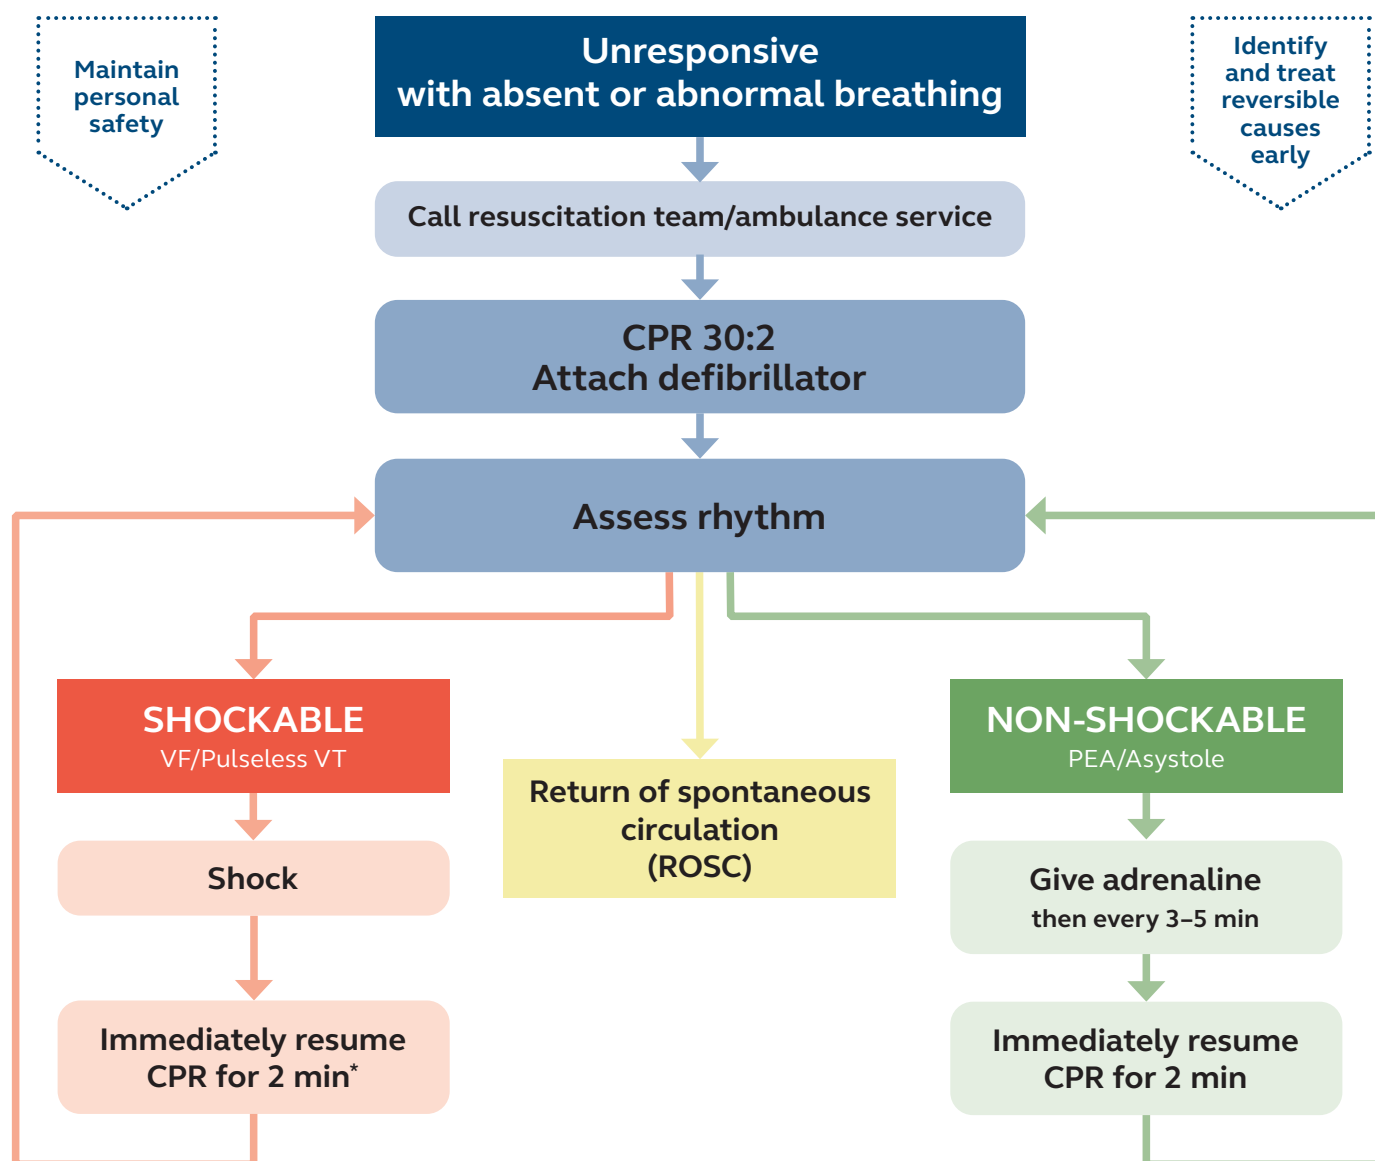 Maintain
personal
safety
Unresponsive
with absent or abnormal breathing
Identify
and treat
reversible
causes
early
Call resuscitation team/ambulance service
CPR 30:2
Attach defibrillator
Assess rhythm
SHOCKABLE
VF/Pulseless VT
Shock
Immediately resume
CPR for 2 min*
Return of spontaneous
circulation
(ROSC)
NON-SHOCKABLE
PEA/Asystole
Give adrenaline
then every 3–5 min
Immediately resume
CPR for 2 min